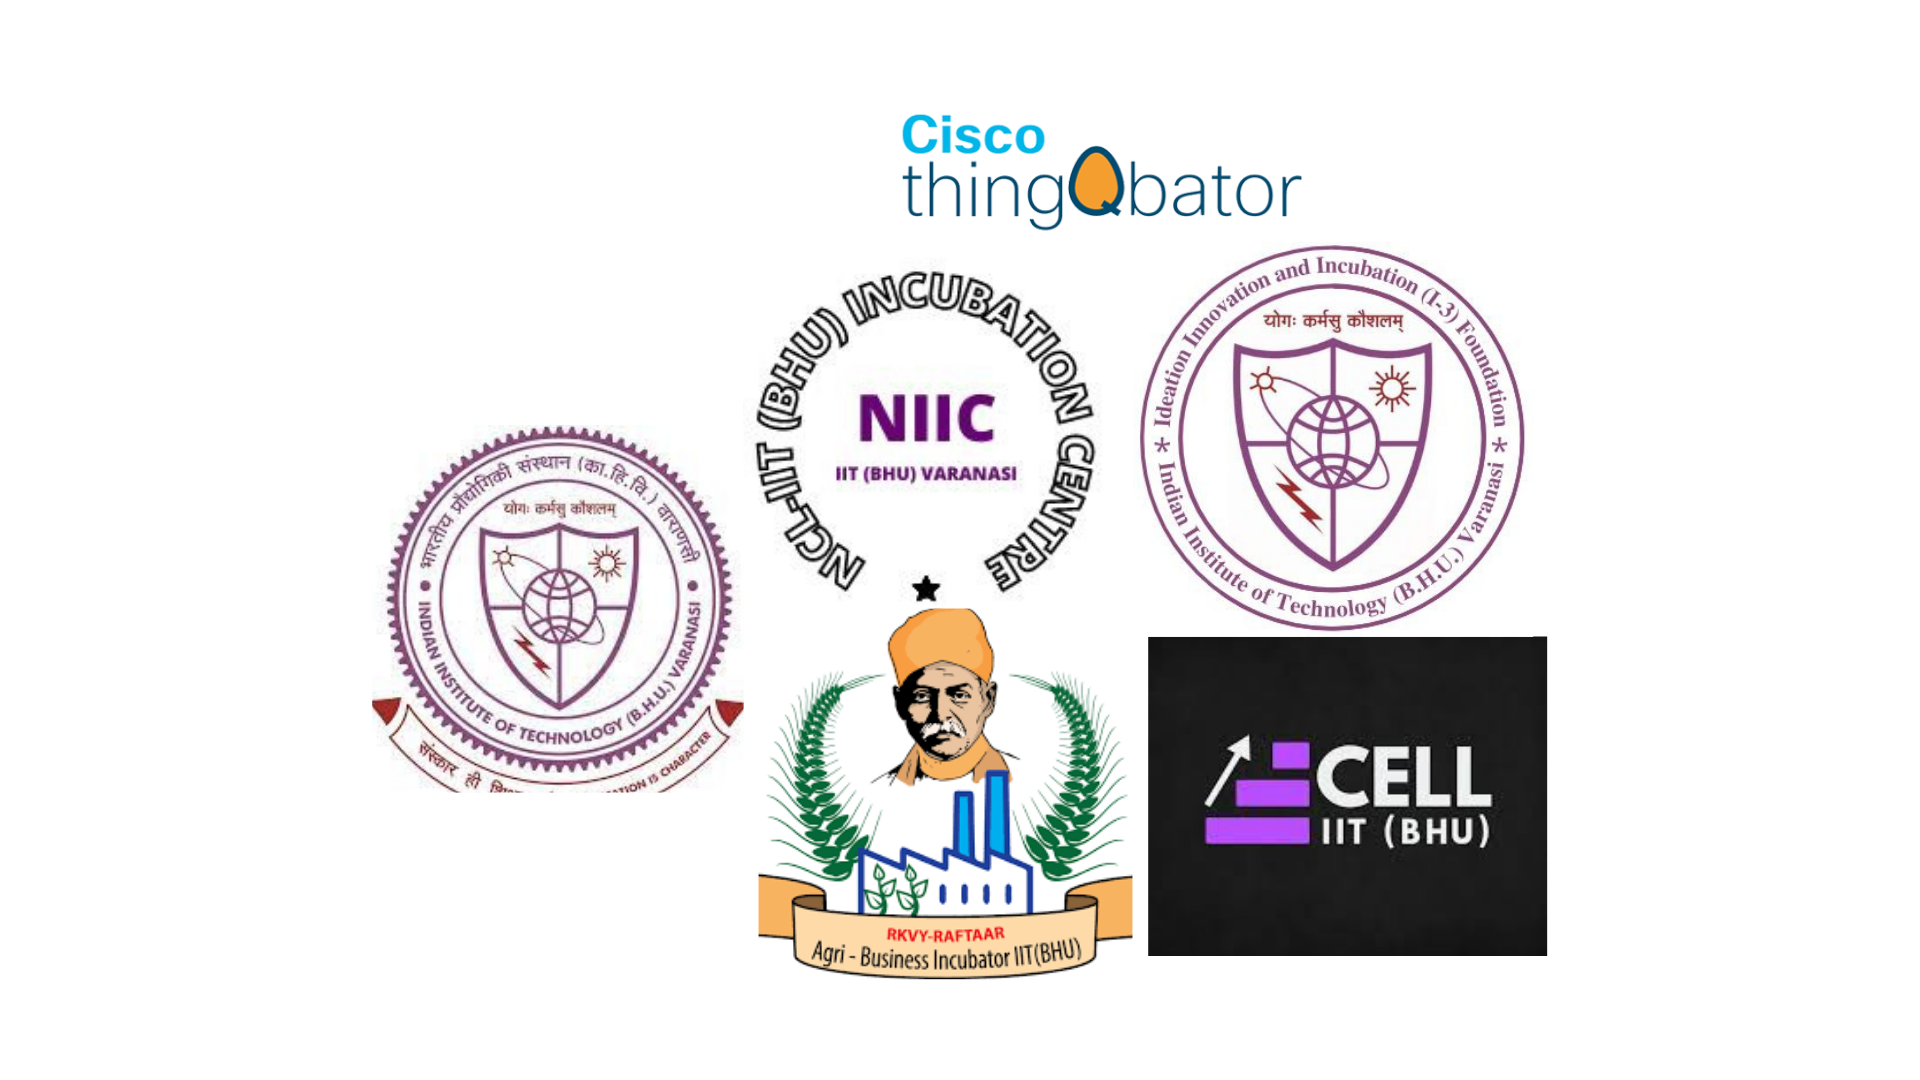 Cisco
thingQbator
NCL-IIT (BHU) INCUBATION CENTRE
NIIC
IIT (BHU) VARANASI
Ideation Innovation and Incubation (I-3) Foundation
योगः कर्मसु कौशलम्
* Indian Institute of Technology (B.H.U.) Varanasi *
भारतीय प्रौद्योगिकी संस्थान (का.हि.वि.) वाराणसी
योगः कर्मसु कौशलम्
• INDIAN INSTITUTE OF TECHNOLOGY (B.H.U.) VARANASI •
संस्कार ही
IS CHARACTER
RKVY-RAFTAAR
Agri - Business Incubator IIT(BHU)
CELL
IIT (BHU)